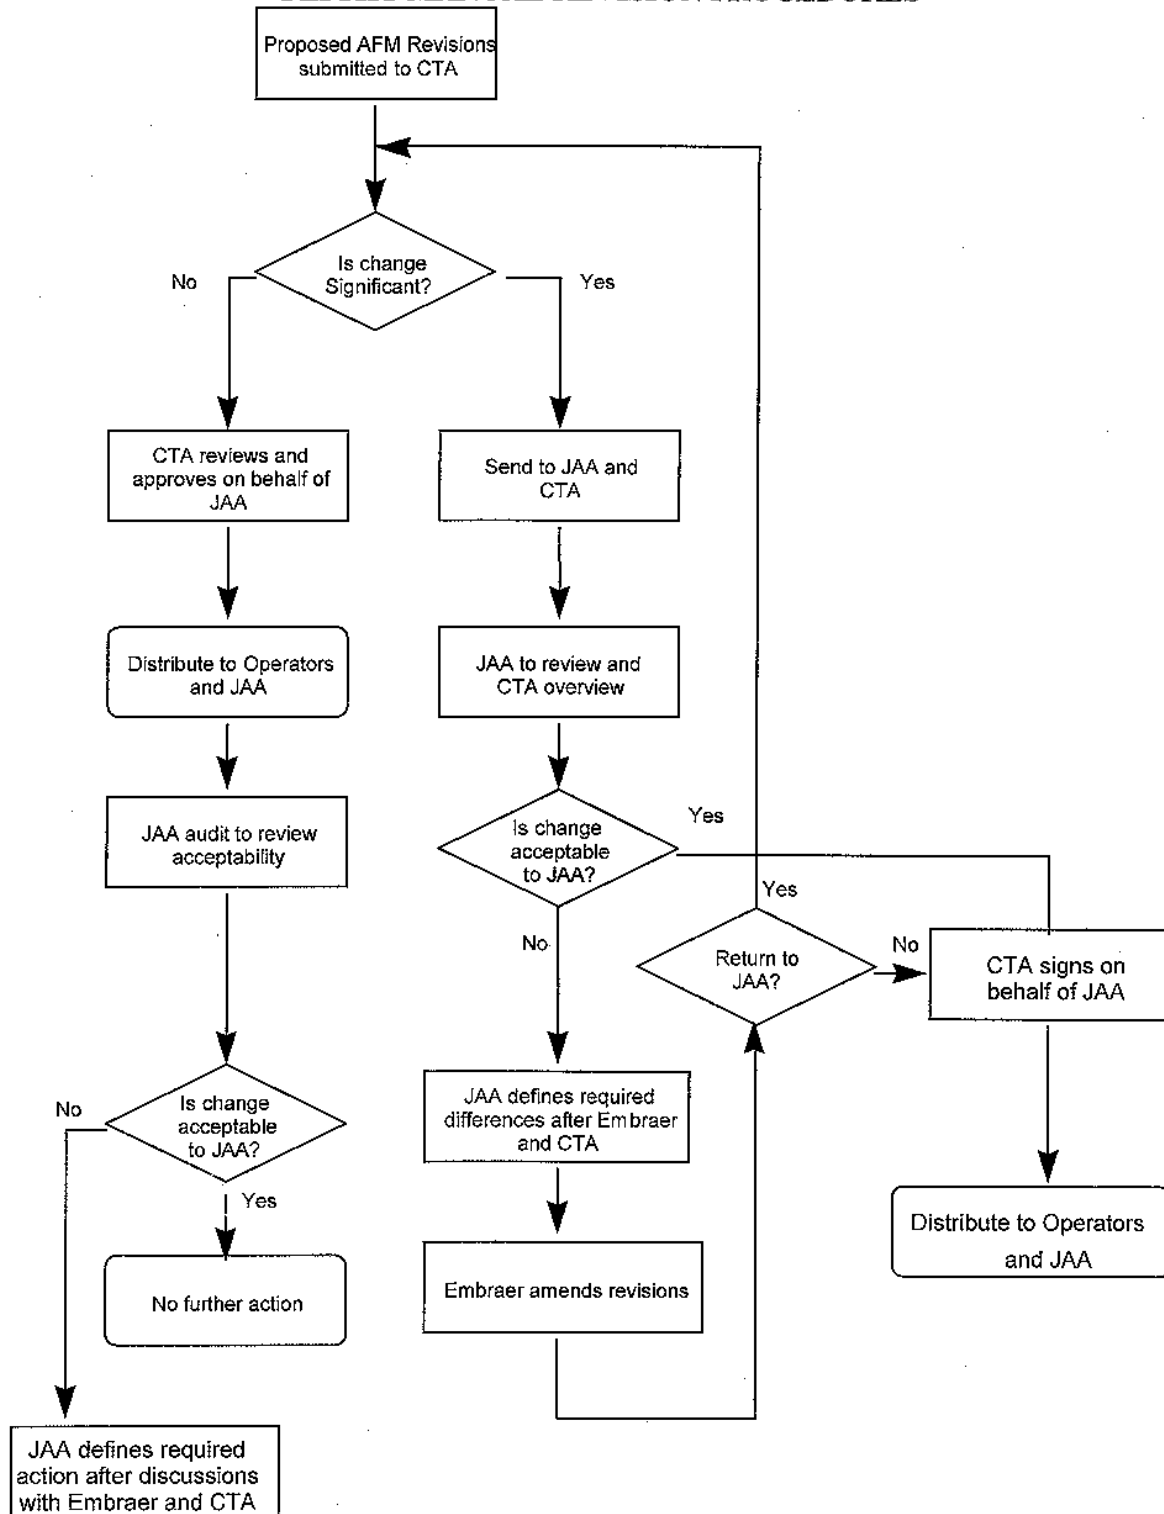 Proposed AFM Revisions
submitted to CTA
Is change
Significant?
No
Yes
CTA reviews and
approves on behalf of
JAA
Send to JAA and
CTA
Distribute to Operators
and JAA
JAA to review and
CTA overview
JAA audit to review
acceptability
Is change
acceptable
to JAA?
Yes
No
Return to
JAA?
Yes
No
CTA signs on
behalf of JAA
JAA defines required
differences after Embraer
and CTA
Is change
acceptable
to JAA?
No
Yes
Distribute to Operators
and JAA
No further action
Embraer amends revisions
JAA defines required
action after discussions
with Embraer and CTA